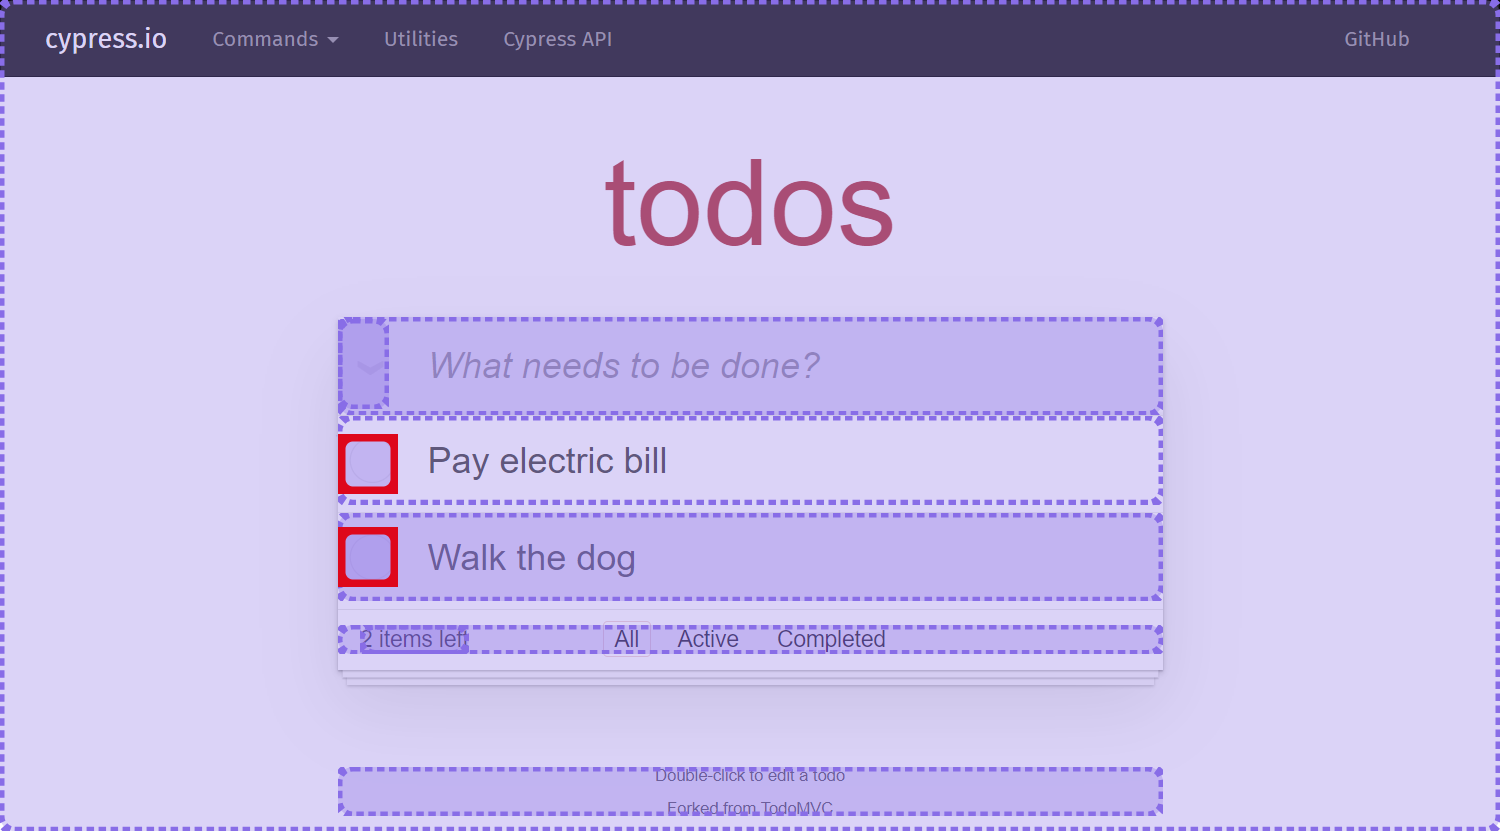 cypress.io Commands Utilities Cypress API GitHub
todos
What needs to be done?
Pay electric bill
Walk the dog
2 items left All Active Completed
Double-click to edit a todo
Forked from TodoMVC